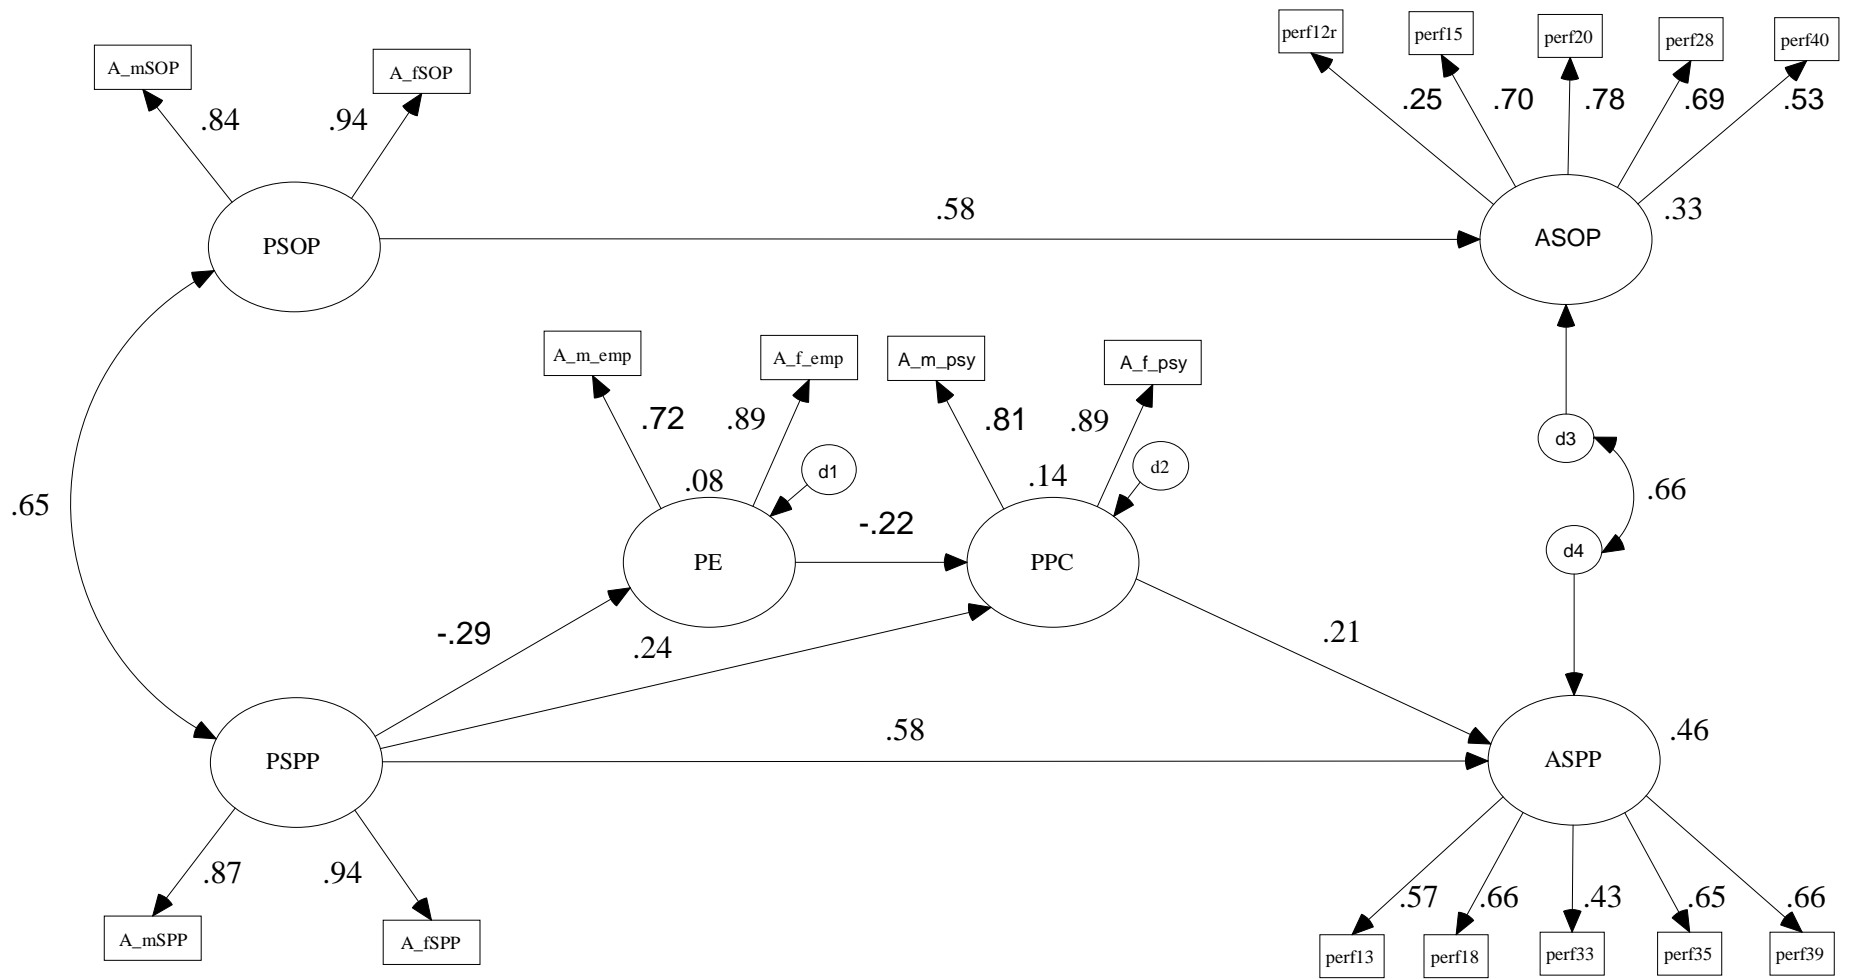 perf12r
perf15
perf20
perf28
perf40
A_mSOP
A_fSOP
.84
.94
.25
.70
.78
.69
.53
.58
.33
PSOP
ASOP
A_m_emp
A_f_emp
A_m_psy
A_f_psy
.72
.89
.81
.89
d3
d1
d2
.08
.14
.66
.65
-.22
d4
PE
PPC
-.29
.24
.21
.58
.46
PSPP
ASPP
.87
.94
.57
.66
.43
.65
.66
A_mSPP
A_fSPP
perf13
perf18
perf33
perf35
perf39